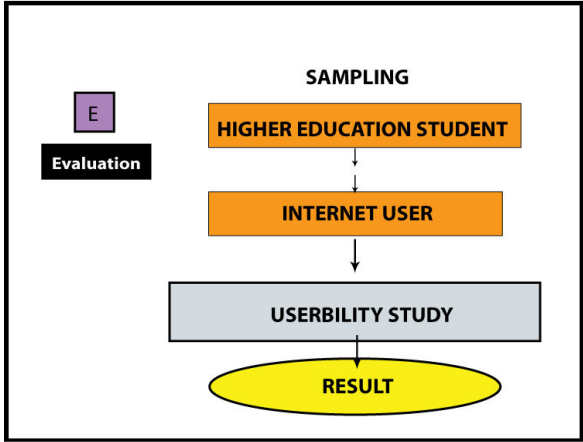 SAMPLING
E
HIGHER EDUCATION STUDENT
Evaluation
INTERNET USER
USERBILITY STUDY
RESULT